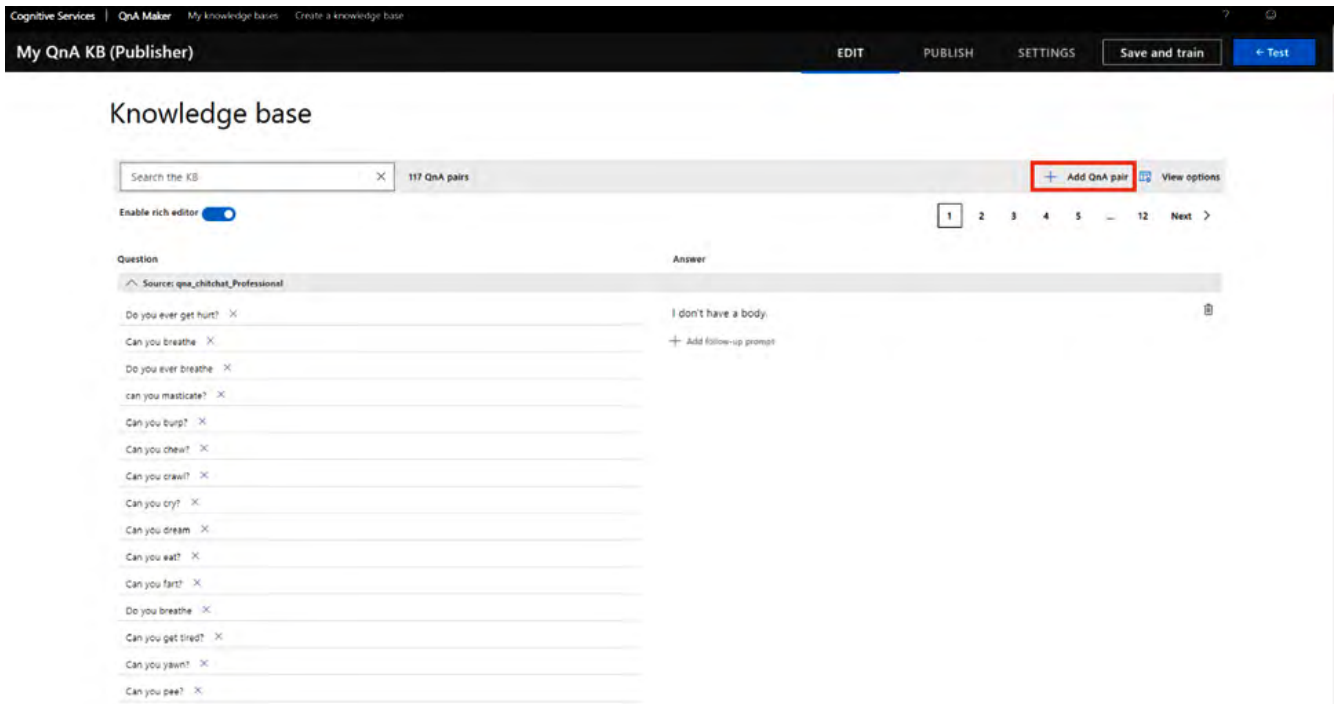 Cognitive Services | QnA Maker My knowledge bases Create a knowledge base ?
My QnA KB (Publisher) EDIT PUBLISH SETTINGS Save and train ← Test
Knowledge base
Search the KB × 117 QnA pairs + Add QnA pair View options
Enable rich editor 1 2 3 4 5 ... 12 Next >
Question Answer
Source: qna_chitchat_Professional
Do you ever get hurt? × I don't have a body.
Can you breathe × + Add follow-up prompt
Do you ever breathe ×
can you masticate? ×
Can you burp? ×
Can you chew? ×
Can you crawl? ×
Can you cry? ×
Can you dream ×
Can you eat? ×
Can you fart? ×
Do you breathe ×
Can you get tired? ×
Can you yawn? ×
Can you pee? ×